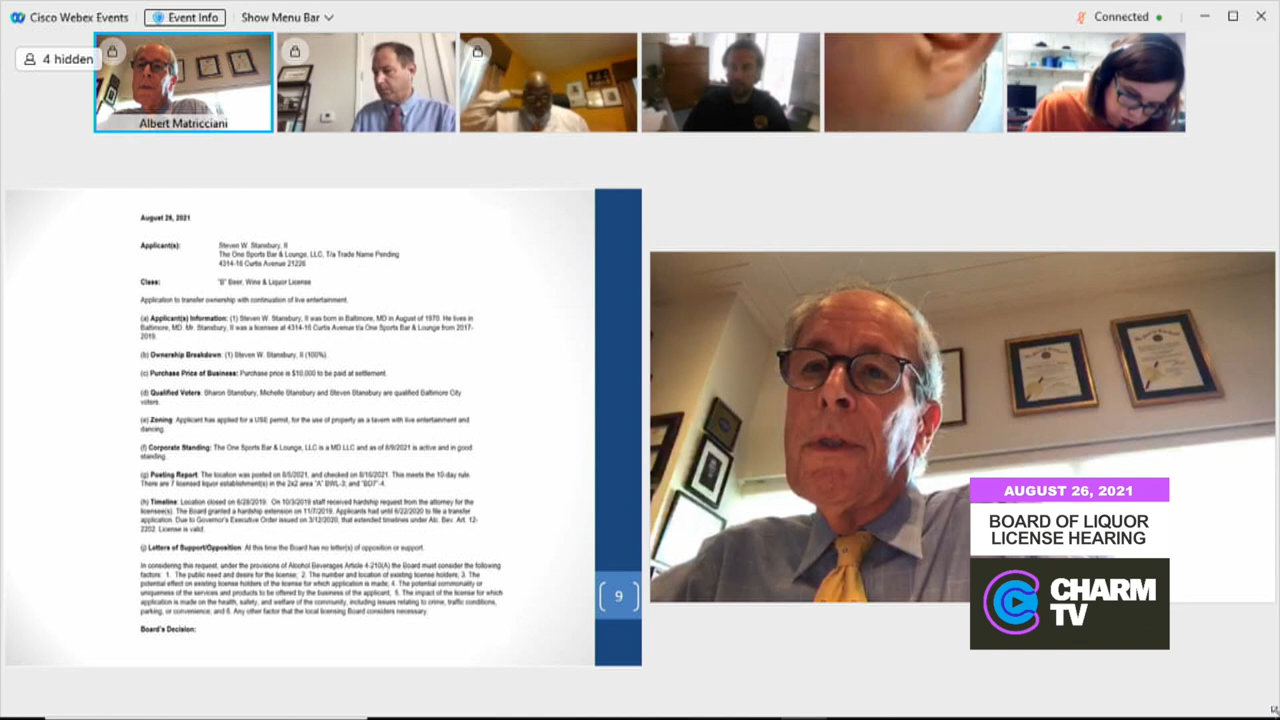 Cisco Webex Events
Event Info
Show Menu Bar
Connected
4 hidden
Albert Matricciani
August 26, 2021
Applicant(s): Steven W. Stansbury, II
The One Sports Bar & Lounge, LLC, T/a Trade Name Pending
4314-16 Curtis Avenue 21226
Class: "B" Beer, Wine & Liquor License
Application to transfer ownership with continuation of live entertainment.
(a) Applicant(s) Information: (1) Steven W. Stansbury, II was born in Baltimore, MD in August of 1970. He lives in
Baltimore, MD. Mr. Stansbury, II was a licensee at 4314-16 Curtis Avenue t/a One Sports Bar & Lounge from 2017-
2019.
(b) Ownership Breakdown: (1) Steven W. Stansbury, II (100%).
(c) Purchase Price of Business: Purchase price is $10,000 to be paid at settlement.
(d) Qualified Voters: Sharon Stansbury, Michelle Stansbury and Steven Stansbury are qualified Baltimore City
voters.
(e) Zoning: Applicant has applied for a USE permit, for the use of property as a tavern with live entertainment and
dancing.
(f) Corporate Standing: The One Sports Bar & Lounge, LLC is a MD LLC and as of 8/9/2021 is active and in good
standing.
(g) Posting Report: The location was posted on 8/5/2021, and checked on 8/16/2021. This meets the 10-day rule.
There are 7 licensed liquor establishment(s) in the 2x2 area "A" BWL-3; and "BD7"-4.
(h) Timeline: Location closed on 6/28/2019. On 10/3/2019 staff received hardship request from the attorney for the
licensee(s). The Board granted a hardship extension on 11/7/2019. Applicants had until 6/22/2020 to file a transfer
application. Due to Governor's Executive Order issued on 3/12/2020, that extended timelines under Alc. Bev. Art. 12-
2202. License is valid.
(j) Letters of Support/Opposition: At this time the Board has no letter(s) of opposition or support.
In considering this request, under the provisions of Alcohol Beverages Article 4-210(A) the Board must consider the following
factors: 1. The public need and desire for the license; 2. The number and location of existing license holders; 3. The
potential effect on existing license holders of the license for which application is made; 4. The potential commonality or
uniqueness of the services and products to be offered by the business of the applicant; 5. The impact of the license for which
application is made on the health, safety, and welfare of the community, including issues relating to crime, traffic conditions,
parking, or convenience; and 6. Any other factor that the local licensing Board considers necessary.
Board's Decision:
9
AUGUST 26, 2021
BOARD OF LIQUOR
LICENSE HEARING
CHARM
TV